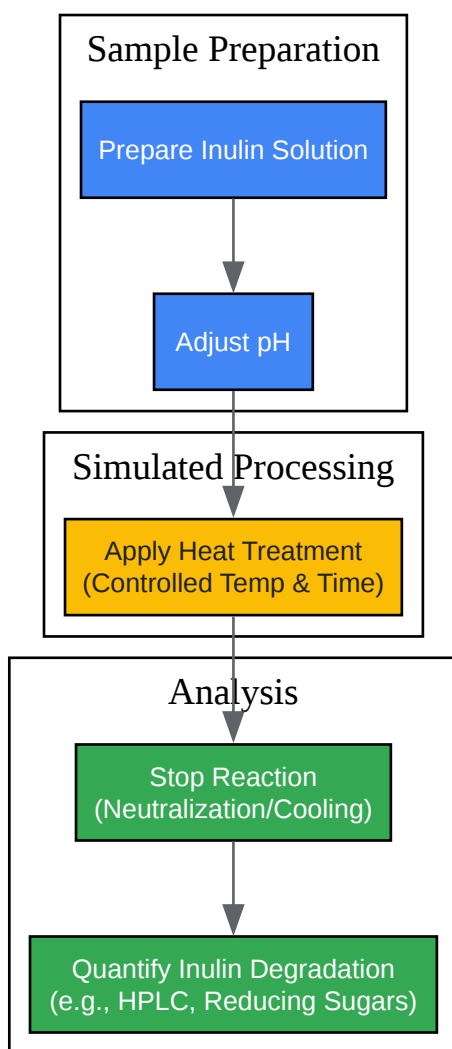 Sample Preparation
Prepare Inulin Solution
Adjust pH
Simulated Processing
Apply Heat Treatment
(Controlled Temp & Time)
Analysis
Stop Reaction
(Neutralization/Cooling)
Quantify Inulin Degradation
(e.g., HPLC, Reducing Sugars)